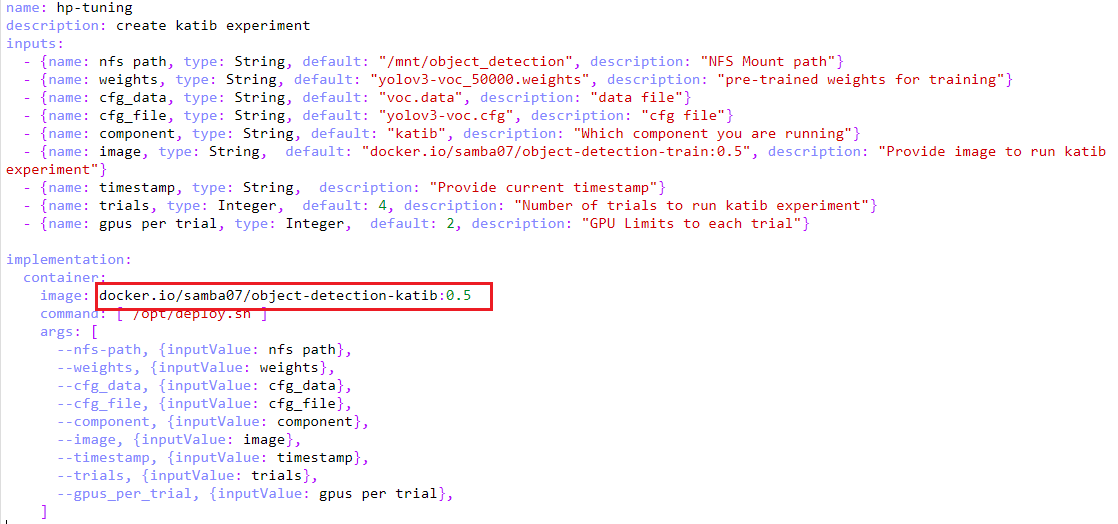 name: hp-tuning
description: create katib experiment
inputs:
  - {name: nfs path, type: String, default: "/mnt/object_detection", description: "NFS Mount path"}
  - {name: weights, type: String, default: "yolov3-voc_50000.weights", description: "pre-trained weights for training"}
  - {name: cfg_data, type: String, default: "voc.data", description: "data file"}
  - {name: cfg_file, type: String, default: "yolov3-voc.cfg", description: "cfg file"}
  - {name: component, type: String, default: "katib", description: "Which component you are running"}
  - {name: image, type: String,  default: "docker.io/samba07/object-detection-train:0.5", description: "Provide image to run katib
experiment"}
  - {name: timestamp, type: String,  description: "Provide current timestamp"}
  - {name: trials, type: Integer,  default: 4, description: "Number of trials to run katib experiment"}
  - {name: gpus per trial, type: Integer,  default: 2, description: "GPU Limits to each trial"}

implementation:
  container:
    image: docker.io/samba07/object-detection-katib:0.5
    command: [ /opt/deploy.sh ]
    args: [
      --nfs-path, {inputValue: nfs path},
      --weights, {inputValue: weights},
      --cfg_data, {inputValue: cfg_data},
      --cfg_file, {inputValue: cfg_file},
      --component, {inputValue: component},
      --image, {inputValue: image},
      --timestamp, {inputValue: timestamp},
      --trials, {inputValue: trials},
      --gpus_per_trial, {inputValue: gpus per trial},
    ]